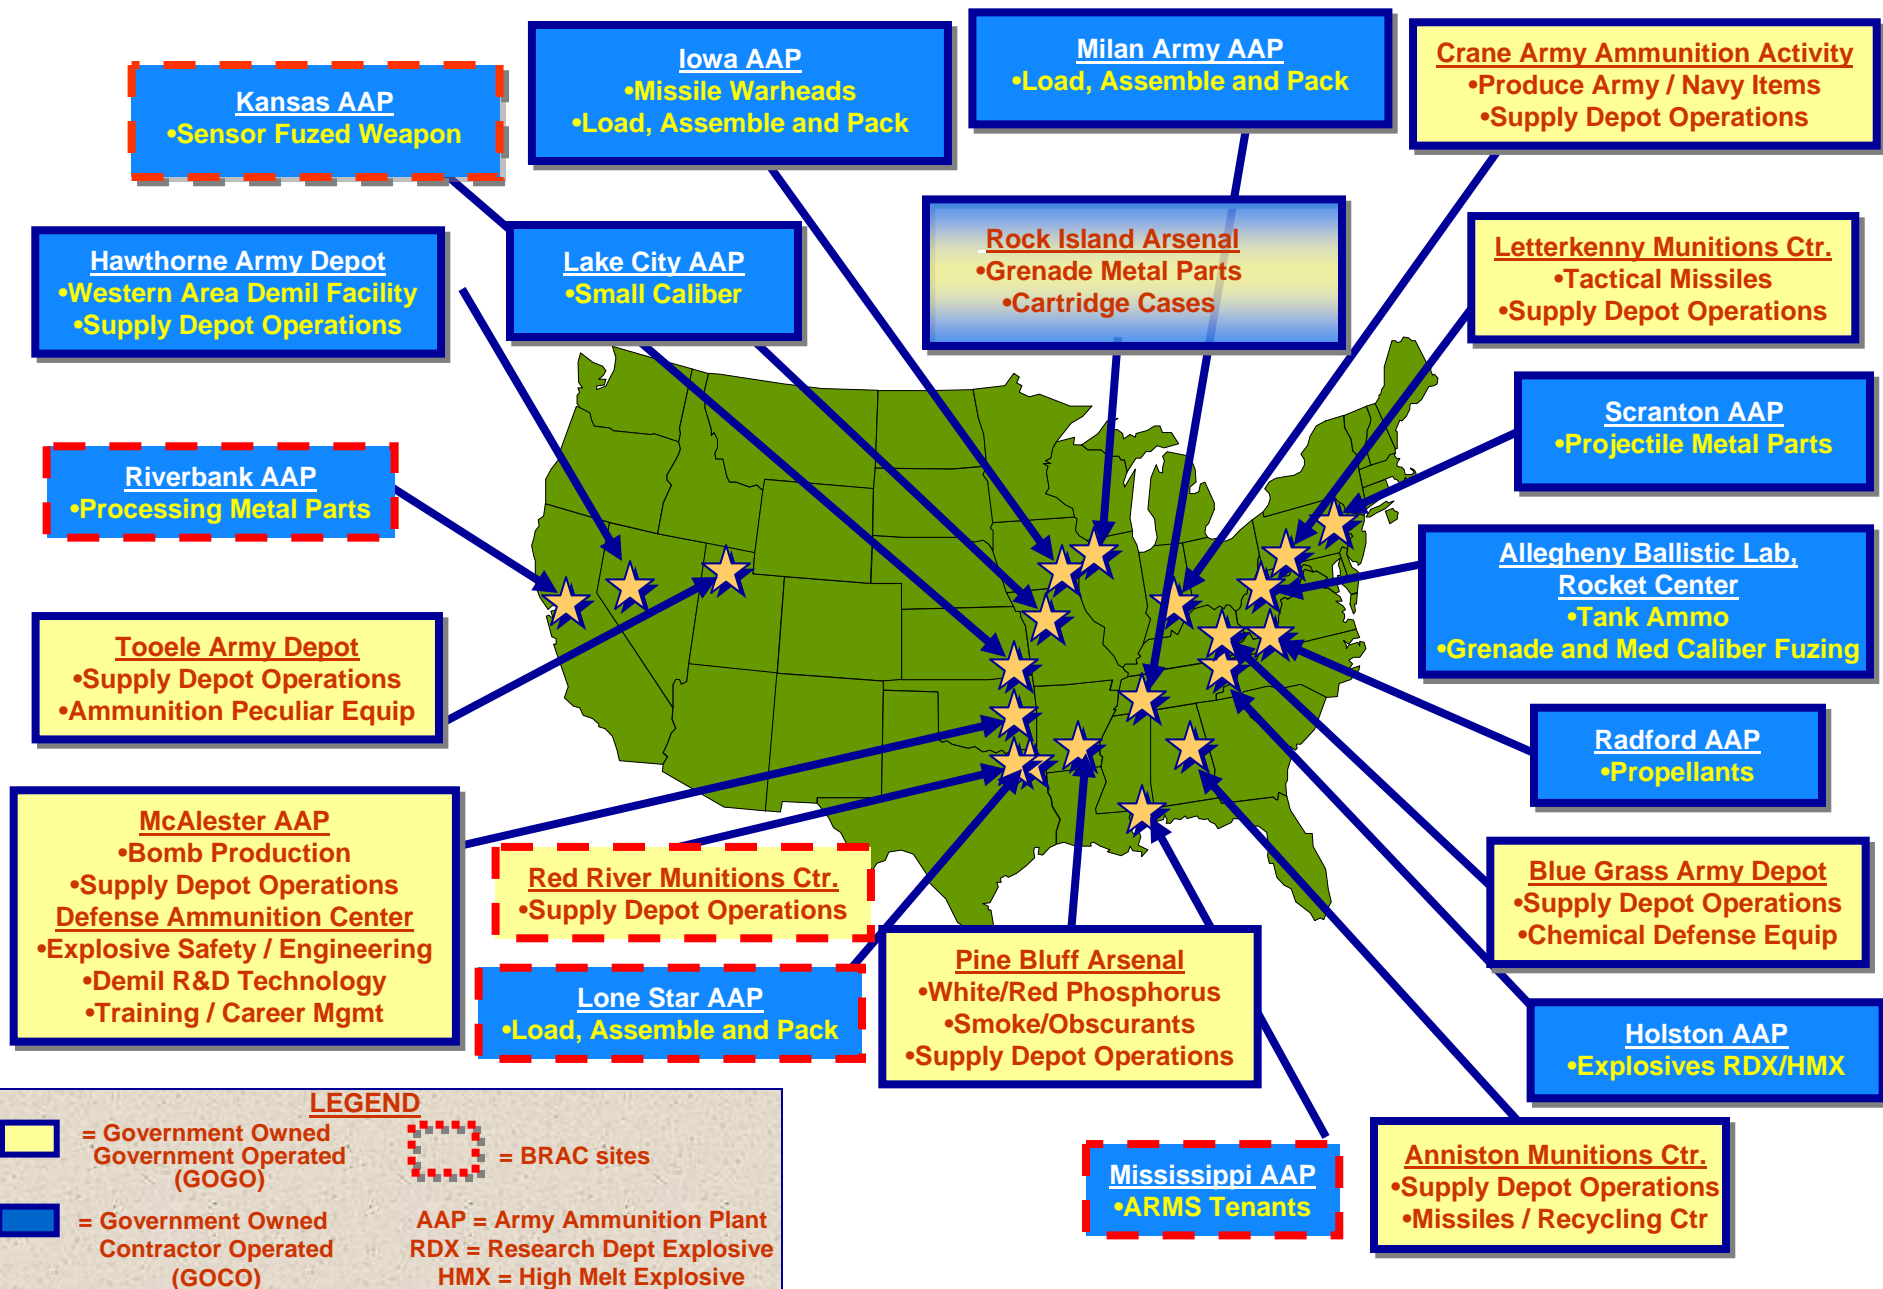 Kansas AAP
•Sensor Fuzed Weapon
Iowa AAP
•Missile Warheads
•Load, Assemble and Pack
Milan Army AAP
•Load, Assemble and Pack
Crane Army Ammunition Activity
•Produce Army / Navy Items
•Supply Depot Operations
Hawthorne Army Depot
•Western Area Demil Facility
•Supply Depot Operations
Lake City AAP
•Small Caliber
Rock Island Arsenal
•Grenade Metal Parts
•Cartridge Cases
Letterkenny Munitions Ctr.
•Tactical Missiles
•Supply Depot Operations
Scranton AAP
•Projectile Metal Parts
Riverbank AAP
•Processing Metal Parts
Allegheny Ballistic Lab,
Rocket Center
•Tank Ammo
•Grenade and Med Caliber Fuzing
Tooele Army Depot
•Supply Depot Operations
•Ammunition Peculiar Equip
Radford AAP
•Propellants
McAlester AAP
•Bomb Production
•Supply Depot Operations
Defense Ammunition Center
•Explosive Safety / Engineering
•Demil R&D Technology
•Training / Career Mgmt
Red River Munitions Ctr.
•Supply Depot Operations
Blue Grass Army Depot
•Supply Depot Operations
•Chemical Defense Equip
Lone Star AAP
•Load, Assemble and Pack
Pine Bluff Arsenal
•White/Red Phosphorus
•Smoke/Obscurants
•Supply Depot Operations
Holston AAP
•Explosives RDX/HMX
Mississippi AAP
•ARMS Tenants
Anniston Munitions Ctr.
•Supply Depot Operations
•Missiles / Recycling Ctr
LEGEND
= Government Owned
Government Operated
(GOGO)
= BRAC sites
= Government Owned
Contractor Operated
(GOCO)
AAP = Army Ammunition Plant
RDX = Research Dept Explosive
HMX = High Melt Explosive